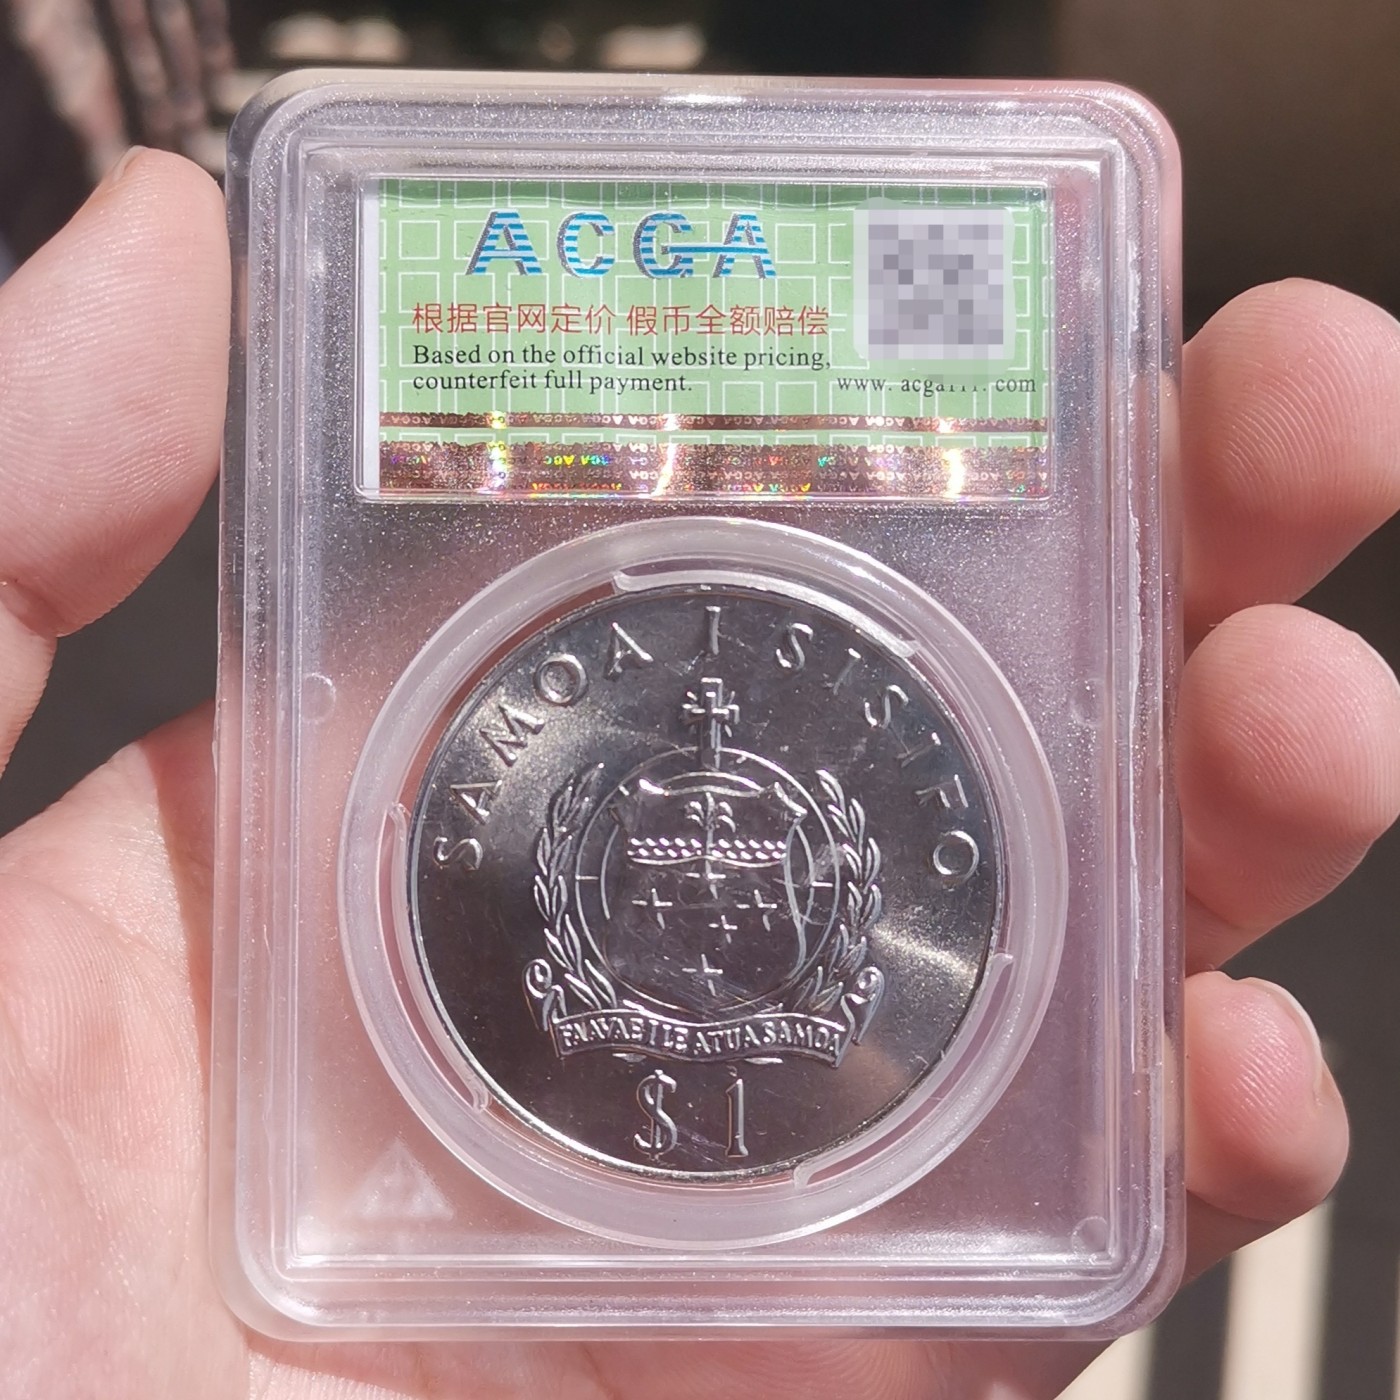 ACGA
根据官网定价 假币全额赔偿
Based on the official website pricing,
counterfeit full payment.
SAMOA I SISIFO
FAAVAE I LE ATUA SAMOA
$1